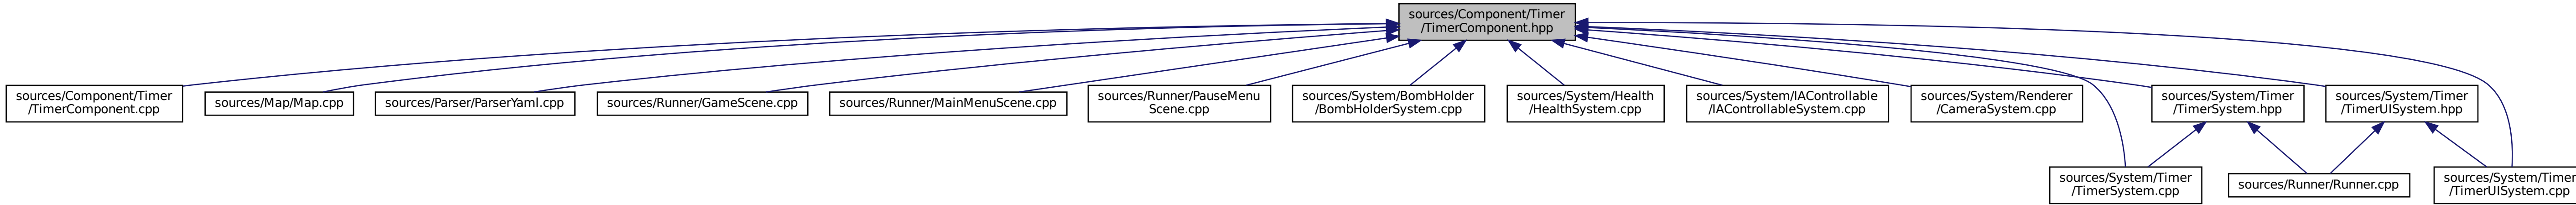 sources/Component/Timer
/TimerComponent.hpp
sources/Component/Timer
/TimerComponent.cpp
sources/Map/Map.cpp
sources/Parser/ParserYaml.cpp
sources/Runner/GameScene.cpp
sources/Runner/MainMenuScene.cpp
sources/Runner/PauseMenu
Scene.cpp
sources/System/BombHolder
/BombHolderSystem.cpp
sources/System/Health
/HealthSystem.cpp
sources/System/IAControllable
/IAControllableSystem.cpp
sources/System/Renderer
/CameraSystem.cpp
sources/System/Timer
/TimerSystem.hpp
sources/System/Timer
/TimerUISystem.hpp
sources/System/Timer
/TimerSystem.cpp
sources/Runner/Runner.cpp
sources/System/Timer
/TimerUISystem.cpp